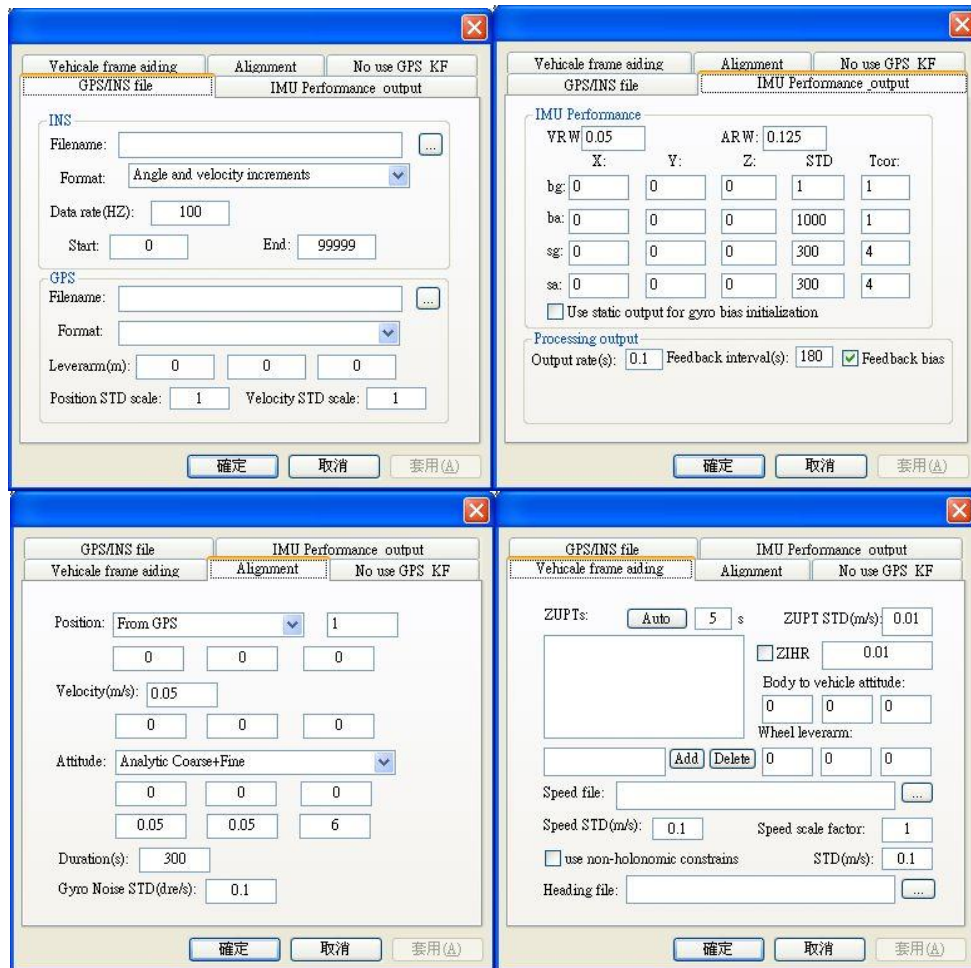 Vehicale frame aiding Alignment No use GPS KF
GPS/INS file IMU Performance output
INS
Filename: ...
Format: Angle and velocity increments
Data rate(HZ): 100
Start: 0 End: 99999
GPS
Filename: ...
Format:
Leverarm(m): 0 0 0
Position STD scale: 1 Velocity STD scale: 1
確定 取消 套用(A)
Vehicale frame aiding Alignment No use GPS KF
GPS/INS file IMU Performance output
IMU Performance
VRW 0.05 ARW: 0.125
X: Y: Z: STD Tcor:
bg: 0 0 0 1 1
ba: 0 0 0 1000 1
sg: 0 0 0 300 4
sa: 0 0 0 300 4
Use static output for gyro bias initialization
Processing output
Output rate(s): 0.1 Feedback interval(s): 180 Feedback bias
確定 取消 套用(A)
GPS/INS file IMU Performance output
Vehicale frame aiding Alignment No use GPS KF
Position: From GPS 1
0 0 0
Velocity(m/s): 0.05
0 0 0
Attitude: Analytic Coarse+Fine
0 0 0
0.05 0.05 6
Duration(s): 300
Gyro Noise STD(dre/s): 0.1
確定 取消 套用(A)
GPS/INS file IMU Performance output
Vehicale frame aiding Alignment No use GPS KF
ZUPTs: Auto 5 s ZUPT STD(m/s): 0.01
ZIHR 0.01
Body to vehicle attitude:
0 0 0
Wheel leverarm:
Add Delete 0 0 0
Speed file: ...
Speed STD(m/s): 0.1 Speed scale factor: 1
use non-holonomic constrains STD(m/s): 0.1
Heading file: ...
確定 取消 套用(A)